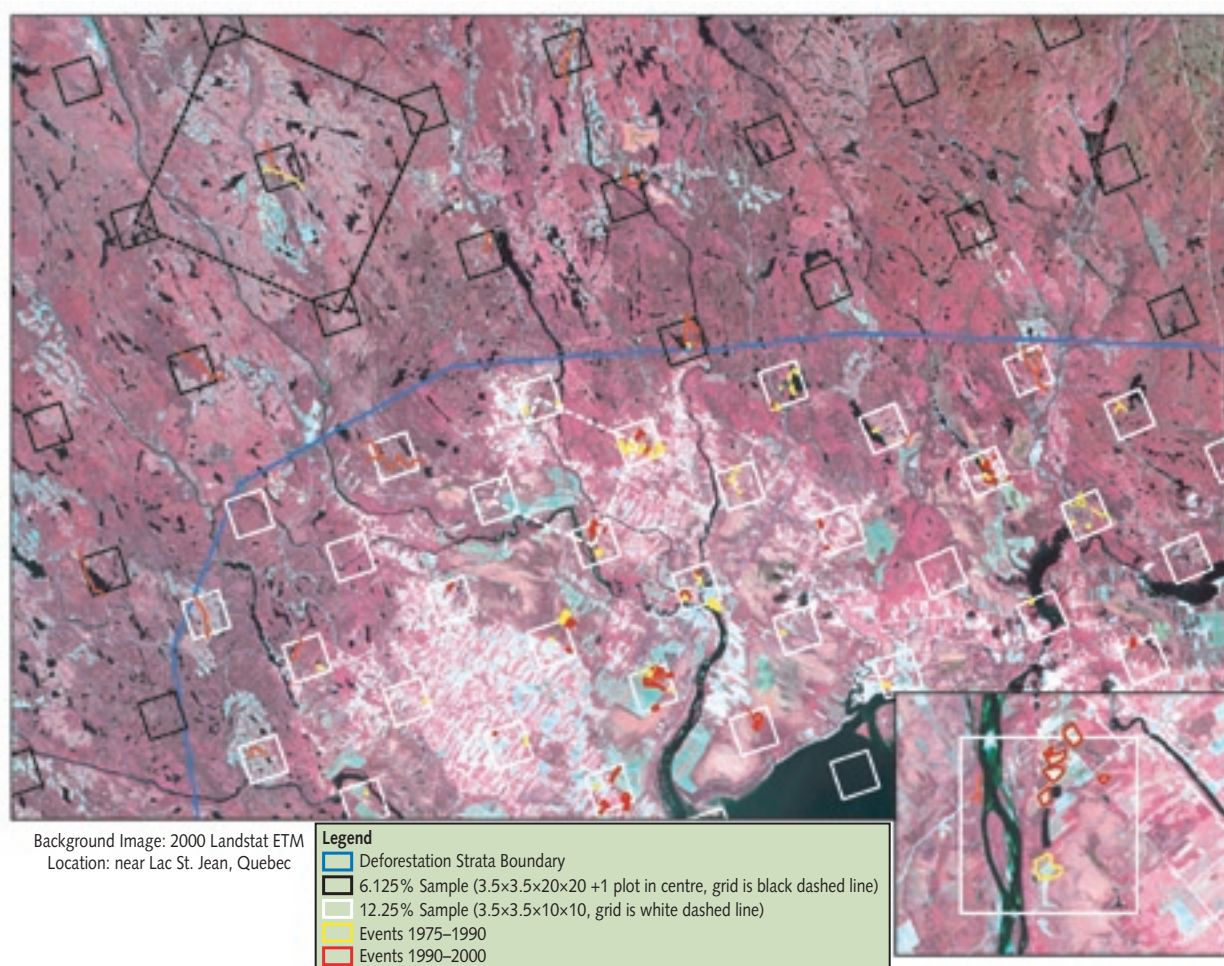 Background Image: 2000 Landstat ETM
Location: near Lac St. Jean, Quebec
Legend
Deforestation Strata Boundary
6.125% Sample (3.5×3.5×20×20 +1 plot in centre, grid is black dashed line)
12.25% Sample (3.5×3.5×10×10, grid is white dashed line)
Events 1975–1990
Events 1990–2000